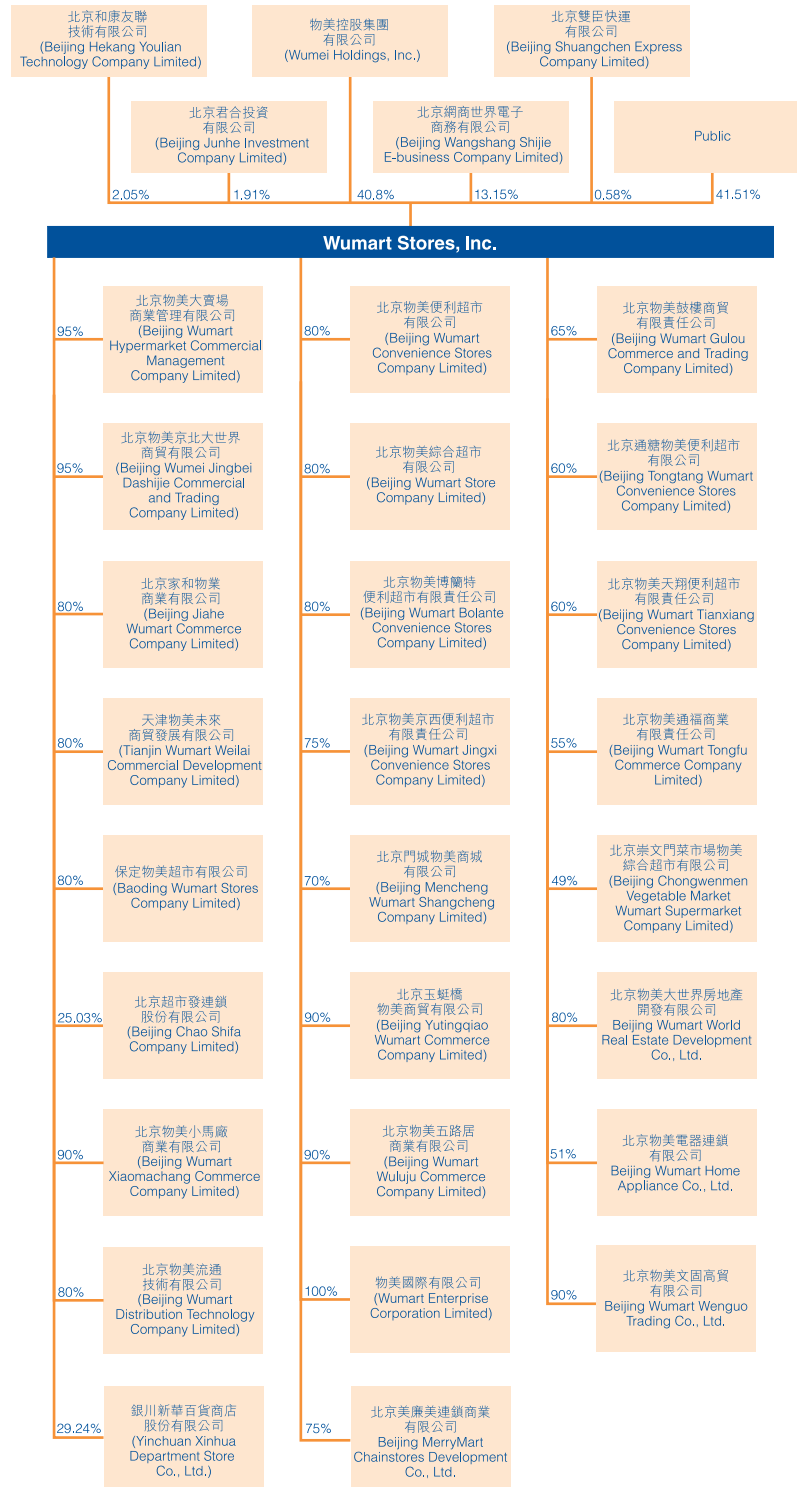 北京和康友聯
技術有限公司
(Beijing Hekang Youlian
Technology Company Limited)
物美控股集團
有限公司
(Wumei Holdings, Inc.)
北京雙臣快運
有限公司
(Beijing Shuangchen Express
Company Limited)
北京君合投資
有限公司
(Beijing Junhe Investment
Company Limited)
北京網商世界電子
商務有限公司
(Beijing Wangshang Shijie
E-business Company Limited)
Public
2.05%
1.91%
40.8%
13.15%
0.58%
41.51%
Wumart Stores, Inc.
95%
北京物美大賣場
商業管理有限公司
(Beijing Wumart
Hypermarket Commercial
Management
Company Limited)
80%
北京物美便利超市
有限公司
(Beijing Wumart
Convenience Stores
Company Limited)
65%
北京物美鼓樓商貿
有限責任公司
(Beijing Wumart Gulou
Commerce and Trading
Company Limited)
95%
北京物美京北大世界
商貿有限公司
(Beijing Wumei Jingbei
Dashijie Commercial
and Trading
Company Limited)
80%
北京物美綜合超市
有限公司
(Beijing Wumart Store
Company Limited)
60%
北京通糖物美便利超市
有限公司
(Beijing Tongtang Wumart
Convenience Stores
Company Limited)
80%
北京家和物業
商業有限公司
(Beijing Jiahe
Wumart Commerce
Company Limited)
80%
北京物美博蘭特
便利超市有限責任公司
(Beijing Wumart Bolante
Convenience Stores
Company Limited)
60%
北京物美天翔便利超市
有限責任公司
(Beijing Wumart Tianxiang
Convenience Stores
Company Limited)
80%
天津物美未來
商貿發展有限公司
(Tianjin Wumart Weilai
Commercial Development
Company Limited)
75%
北京物美京西便利超市
有限責任公司
(Beijing Wumart Jingxi
Convenience Stores
Company Limited)
55%
北京物美通福商業
有限責任公司
(Beijing Wumart Tongfu
Commerce Company
Limited)
80%
保定物美超市有限公司
(Baoding Wumart Stores
Company Limited)
70%
北京門城物美商城
有限公司
(Beijing Mencheng
Wumart Shangcheng
Company Limited)
49%
北京崇文門菜市場物美
綜合超市有限公司
(Beijing Chongwenmen
Vegetable Market
Wumart Supermarket
Company Limited)
25.03%
北京超市發連鎖
股份有限公司
(Beijing Chao Shifa
Company Limited)
90%
北京玉蜓橋
物美商貿有限公司
(Beijing Yutingqiao
Wumart Commerce
Company Limited)
80%
北京物美大世界房地產
開發有限公司
Beijing Wumart World
Real Estate Development
Co., Ltd.
90%
北京物美小馬廠
商業有限公司
(Beijing Wumart
Xiaomachang Commerce
Company Limited)
90%
北京物美五路居
商業有限公司
(Beijing Wumart
Wuluju Commerce
Company Limited)
51%
北京物美電器連鎖
有限公司
Beijing Wumart Home
Appliance Co., Ltd.
80%
北京物美流通
技術有限公司
(Beijing Wumart
Distribution Technology
Company Limited)
100%
物美國際有限公司
(Wumart Enterprise
Corporation Limited)
90%
北京物美文固高貿
有限公司
Beijing Wumart Wenguo
Trading Co., Ltd.
29.24%
銀川新華百貨商店
股份有限公司
(Yinchuan Xinhua
Department Store
Co., Ltd.)
75%
北京美廉美連鎖商業
有限公司
Beijing MerryMart
Chainstores Development
Co., Ltd.